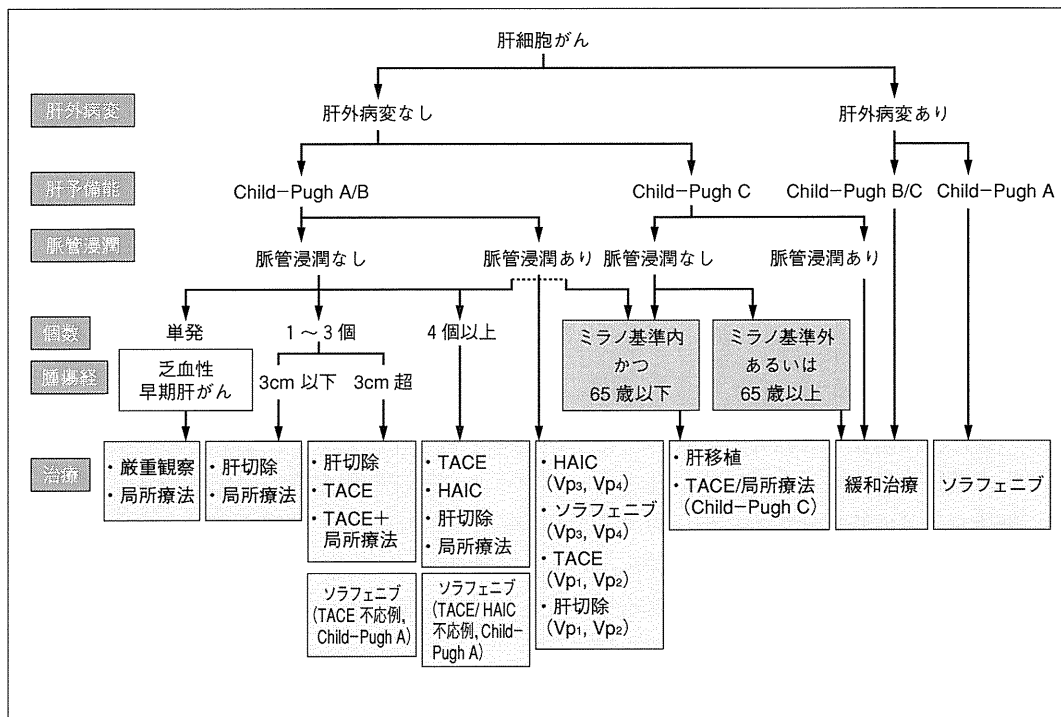 肝細胞がん
肝外病変
肝外病変なし
肝外病変あり
肝予備能
Child–Pugh A/B
Child–Pugh C
Child–Pugh B/C
Child–Pugh A
脈管浸潤
脈管浸潤なし
脈管浸潤あり
脈管浸潤なし
脈管浸潤あり
個数
単発
1〜3個
4個以上
ミラノ基準内
かつ
65歳以下
ミラノ基準外
あるいは
65歳以上
腫瘍経
乏血性
早期肝がん
3cm以下
3cm超
治療
・厳重観察
・局所療法
・肝切除
・局所療法
・肝切除
・TACE
・TACE＋
局所療法
ソラフェニブ
(TACE 不応例,
Child–Pugh A)
・TACE
・HAIC
・肝切除
・局所療法
ソラフェニブ
(TACE/HAIC
不応例, Child–
Pugh A)
・HAIC
(Vp3, Vp4)
・ソラフェニブ
(Vp3, Vp4)
・TACE
(Vp1, Vp2)
・肝切除
(Vp1, Vp2)
・肝移植
・TACE/局所療法
(Child–Pugh C)
緩和治療
ソラフェニブ